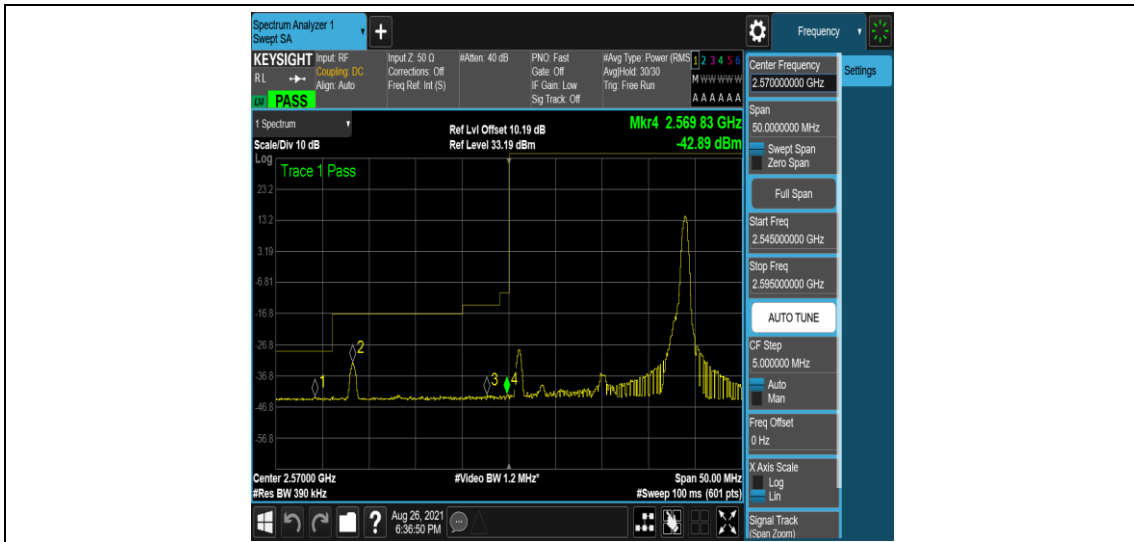 Spectrum Analyzer 1
Swept SA
+
Frequency
KEYSIGHT
RL
LM PASS
Input: RF
Coupling: DC
Align: Auto
Input Z: 50 Ω
Corrections: Off
Freq Ref: Int (S)
#Atten: 40 dB
PNO: Fast
Gate: Off
IF Gain: Low
Sig Track: Off
#Avg Type: Power (RMS
Avg|Hold: 30/30
Trig: Free Run
1 2 3 4 5 6
M W W W W W
A A A A A A
1 Spectrum
Scale/Div 10 dB
Ref Lvl Offset 10.19 dB
Ref Level 33.19 dBm
Mkr4 2.569 83 GHz
-42.89 dBm
Log
Trace 1 Pass
23.2
13.2
3.19
-6.81
-16.8
-26.8
-36.8
-46.8
-56.8
1
2
3
4
Center 2.57000 GHz
#Res BW 390 kHz
#Video BW 1.2 MHz*
Span 50.00 MHz
#Sweep 100 ms (601 pts)
Center Frequency
2.570000000 GHz
Settings
Span
50.0000000 MHz
Swept Span
Zero Span
Full Span
Start Freq
2.545000000 GHz
Stop Freq
2.595000000 GHz
AUTO TUNE
CF Step
5.000000 MHz
Auto
Man
Freq Offset
0 Hz
X Axis Scale
Log
Lin
Signal Track
(Span Zoom)
?
Aug 26, 2021
6:36:50 PM